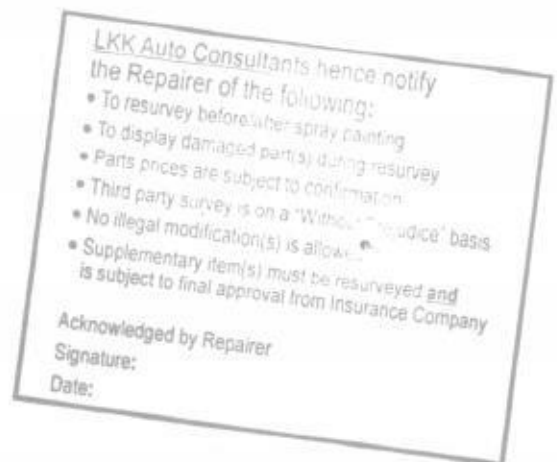 LKK Auto Consultants hence notify
the Repairer of the following:
• To resurvey before/after spray painting
• To display damaged part(s) during resurvey
• Parts prices are subject to confirmation
• Third party survey is on a "Without Prejudice" basis
• No illegal modification(s) is allowed
• Supplementary item(s) must be resurveyed and
is subject to final approval from Insurance Company
Acknowledged by Repairer
Signature:
Date: